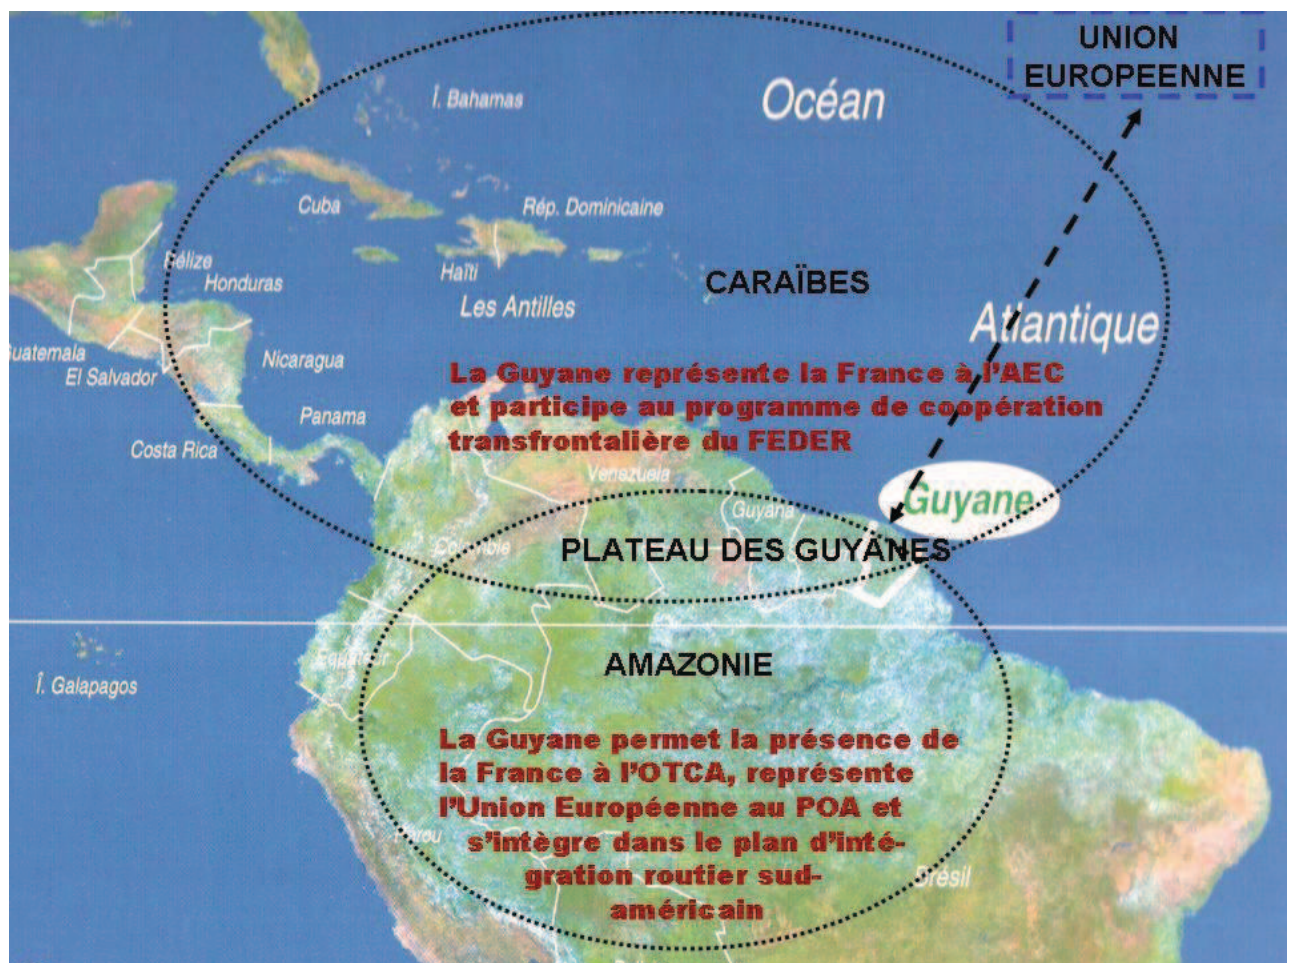 UNION
EUROPEENNE
Océan
Î. Bahamas
Cuba
Rép. Dominicaine
Bélize
Honduras
Haïti
CARAÏBES
Les Antilles
Atlantique
Guatemala
El Salvador
Nicaragua
La Guyane représente la France à l'AEC
et participe au programme de coopération
transfrontalière du FEDER
Panama
Costa Rica
Venezuela
Guyana
Guyane
Colombie
PLATEAU DES GUYANES
Equateur
AMAZONIE
Î. Galapagos
La Guyane permet la présence de
la France à l'OTCA, représente
l'Union Européenne au POA et
s'intègre dans le plan d'inté-
gration routier sud-
américain
Pérou
Brésil